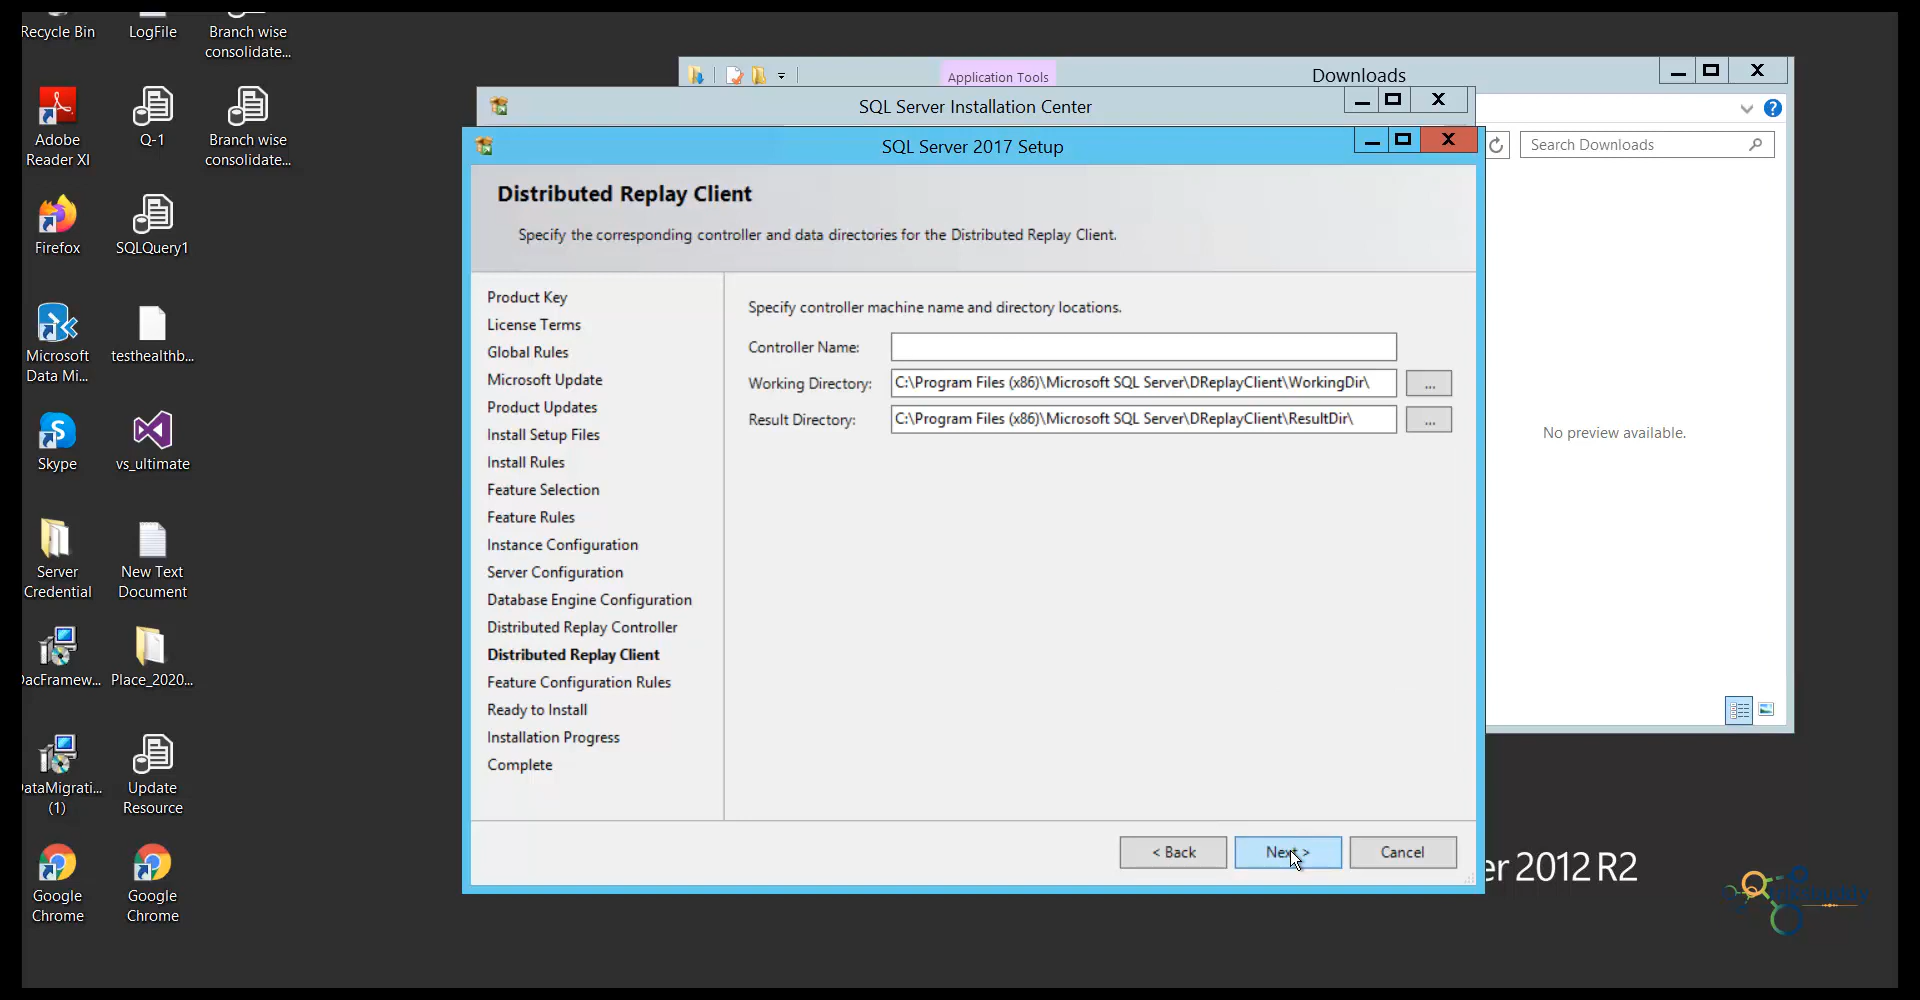 Recycle Bin
LogFile
Branch wise
consolidate...
Adobe
Reader XI
Q-1
Branch wise
consolidate...
Firefox
SQLQuery1
Microsoft
Data Mi...
testhealthb...
Skype
vs_ultimate
Server
Credential
New Text
Document
DacFramew...
Place_2020...
DataMigrati...
(1)
Update
Resource
Google
Chrome
Google
Chrome
Application Tools
Downloads
Search Downloads
No preview available.
SQL Server Installation Center
SQL Server 2017 Setup
Distributed Replay Client
Specify the corresponding controller and data directories for the Distributed Replay Client.
Product Key
License Terms
Global Rules
Microsoft Update
Product Updates
Install Setup Files
Install Rules
Feature Selection
Feature Rules
Instance Configuration
Server Configuration
Database Engine Configuration
Distributed Replay Controller
Distributed Replay Client
Feature Configuration Rules
Ready to Install
Installation Progress
Complete
Specify controller machine name and directory locations.
Controller Name:
Working Directory: C:\Program Files (x86)\Microsoft SQL Server\DReplayClient\WorkingDir\ ...
Result Directory: C:\Program Files (x86)\Microsoft SQL Server\DReplayClient\ResultDir\ ...
< Back Next > Cancel
er 2012 R2